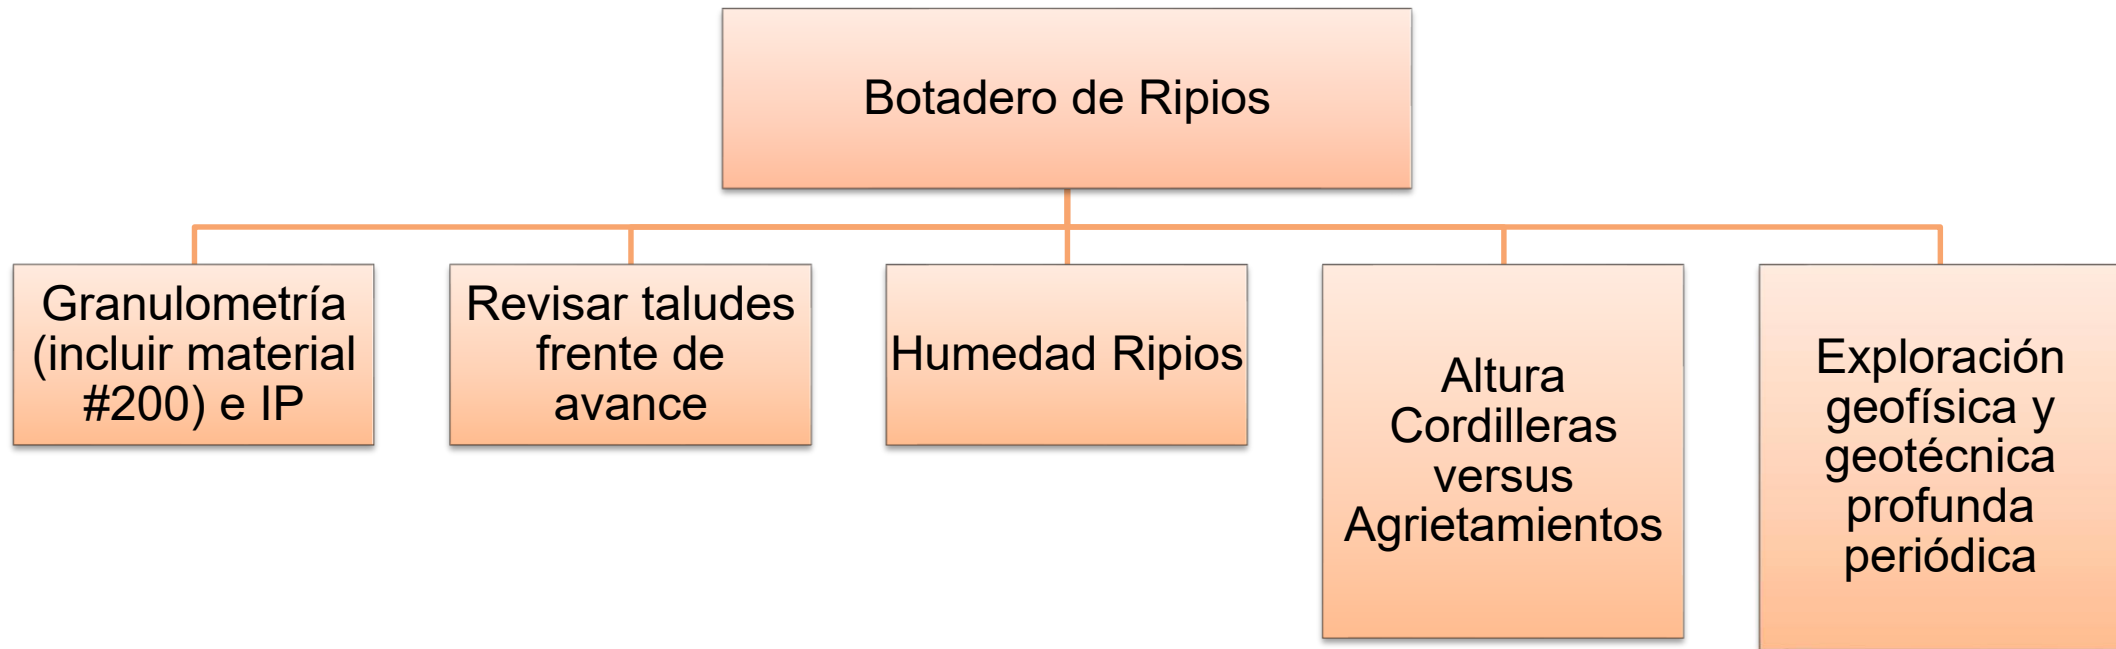 Botadero de Ripios
Granulometría
(incluir material
#200) e IP
Revisar taludes
frente de
avance
Humedad Ripios
Altura
Cordilleras
versus
Agrietamientos
Exploración
geofísica y
geotécnica
profunda
periódica